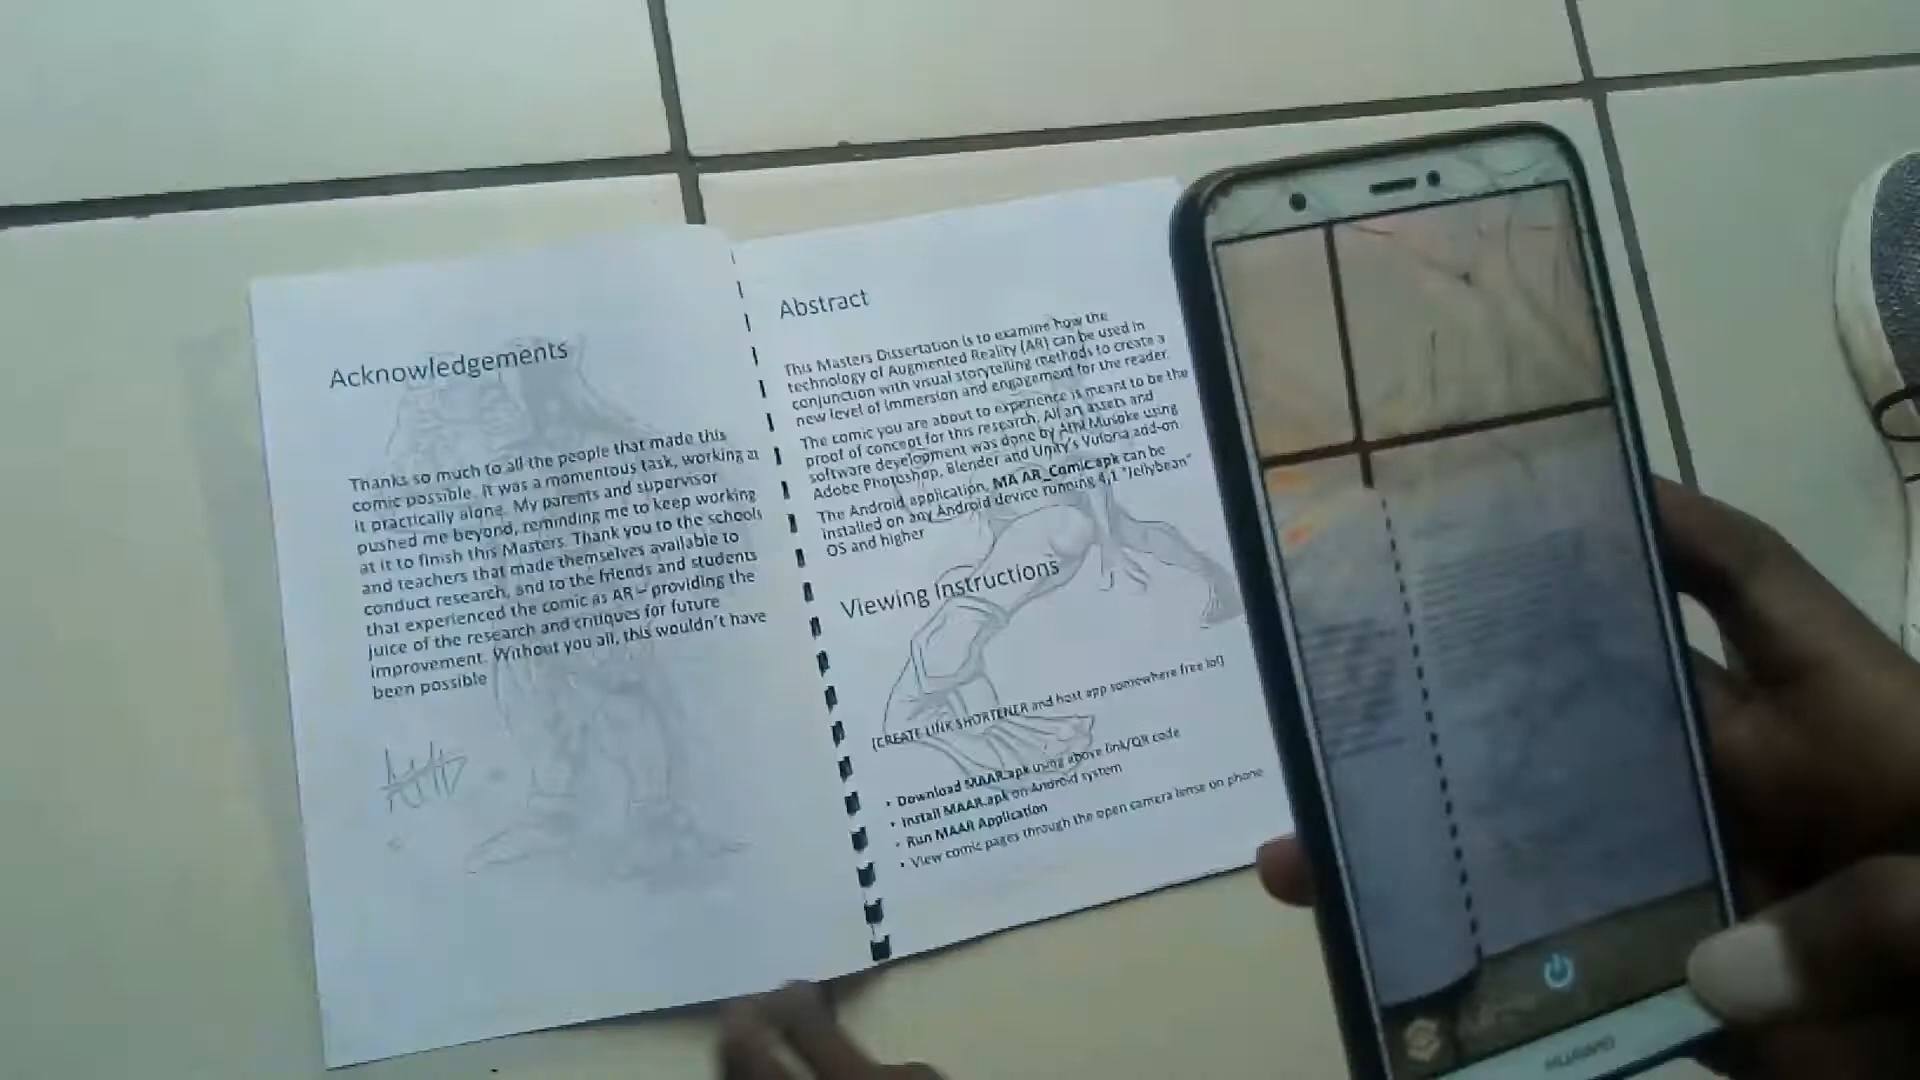 Acknowledgements
Thanks so much to all the people that made this
comic possible. It was a momentous task, working at
it practically alone. My parents and supervisor
pushed me beyond, reminding me to keep working
at it to finish this Masters. Thank you to the schools
and teachers that made themselves available to
conduct research, and to the friends and students
that experienced the comic as AR – providing the
juice of the research and critiques for future
improvement. Without you all, this wouldn't have
been possible
Abstract
This Masters Dissertation is to examine how the
technology of Augmented Reality (AR) can be used in
conjunction with visual storytelling methods to create a
new level of immersion and engagement for the reader.
The comic you are about to experience is meant to be the
proof of concept for this research. All art assets and
software development was done by Athi Musoke using
Adobe Photoshop, Blender and Unity's Vuforia add-on
The Android application, MA AR_Comic.apk can be
installed on any Android device running 4,1 "Jellybean"
OS and higher
Viewing Instructions
[CREATE LINK SHORTENER and host app somewhere free lol]
• Download MAAR.apk using above link/QR code
• Install MAAR.apk on Android system
• Run MAAR Application
• View comic pages through the open camera lense on phone
HUAWEI